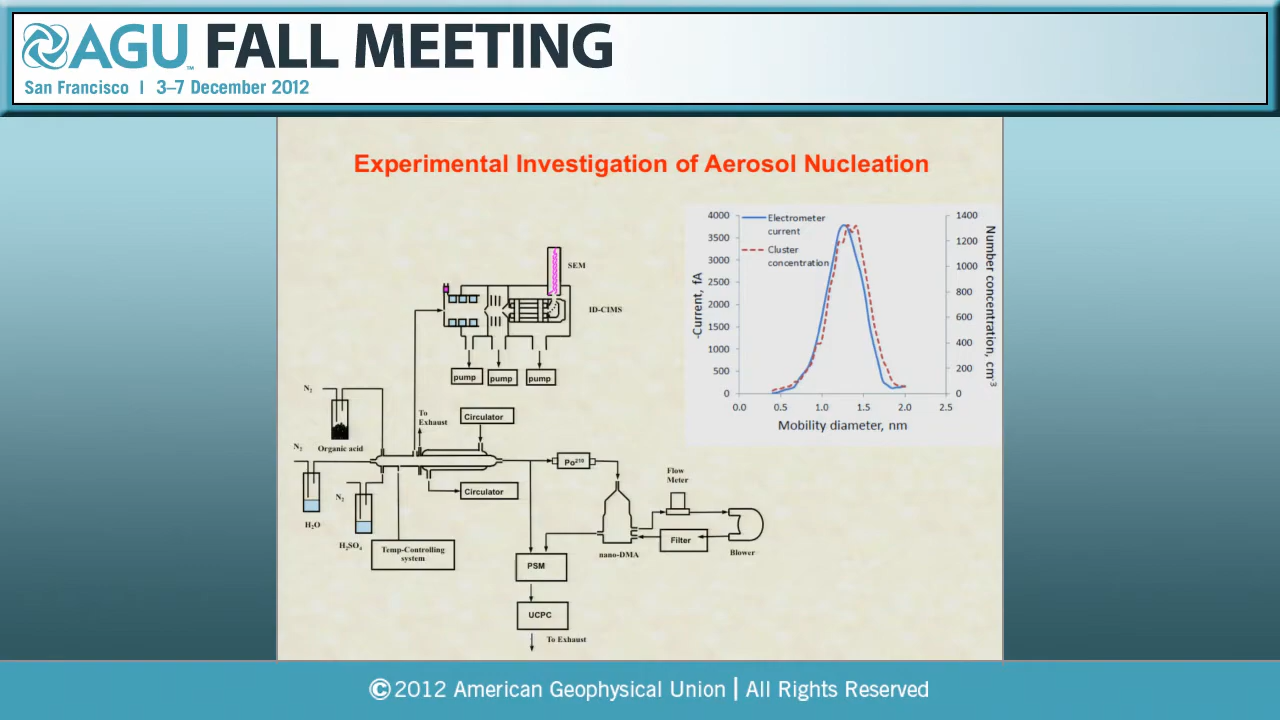 AGU™ FALL MEETING
San Francisco | 3–7 December 2012
Experimental Investigation of Aerosol Nucleation
SEM
ID-CIMS
pump
pump
pump
N2
Organic acid
To
Exhaust
Circulator
N2
H2O
N2
H2SO4
Circulator
Temp-Controlling
system
Po210
Flow
Meter
nano-DMA
Filter
Blower
PSM
UCPC
To Exhaust
Electrometer
current
Cluster
concentration
-Current, fA
4000
3500
3000
2500
2000
1500
1000
500
0
1400
1200
1000
800
600
400
200
0
Number concentration, cm-3
0.0 0.5 1.0 1.5 2.0 2.5
Mobility diameter, nm
©2012 American Geophysical Union | All Rights Reserved